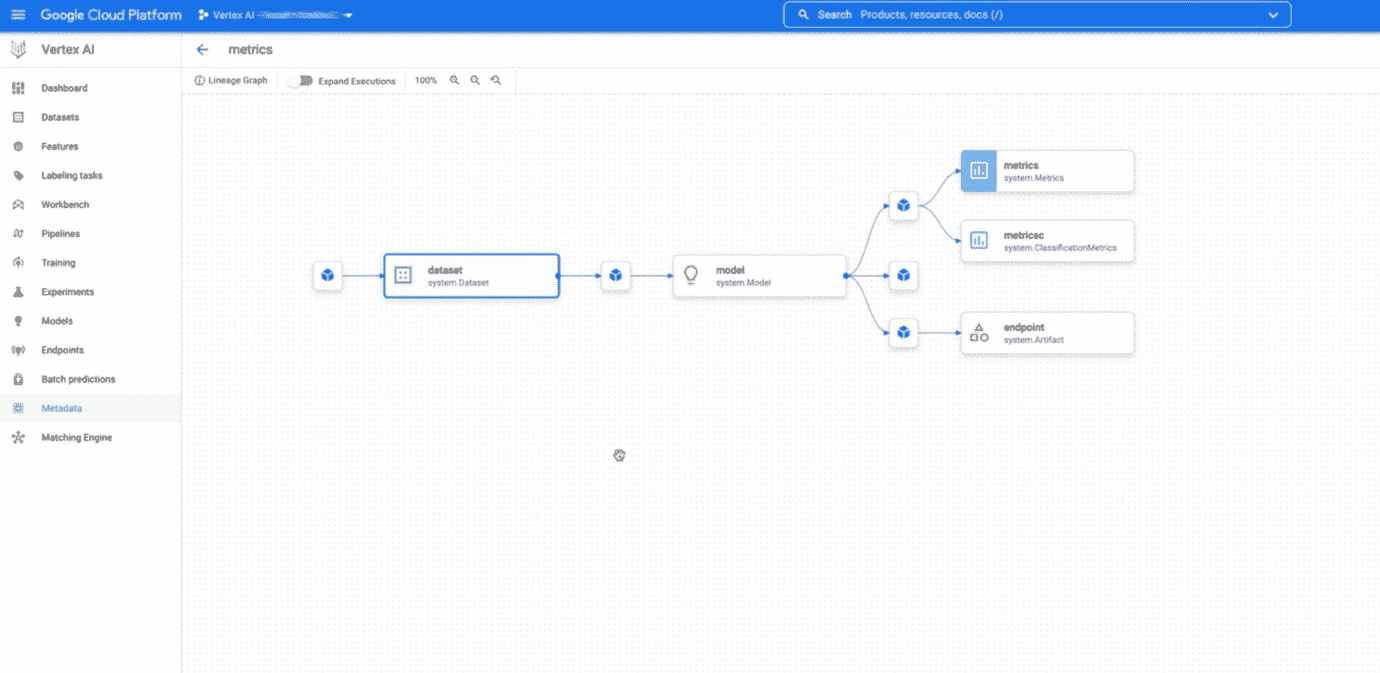 Google Cloud Platform
Vertex AI
Search Products, resources, docs (/)
Vertex AI
metrics
Lineage Graph
Expand Executions
100%
Dashboard
Datasets
Features
Labeling tasks
Workbench
Pipelines
Training
Experiments
Models
Endpoints
Batch predictions
Metadata
Matching Engine
dataset
system.Dataset
model
system.Model
metrics
system.Metrics
metricsc
system.ClassificationMetrics
endpoint
system.Artifact